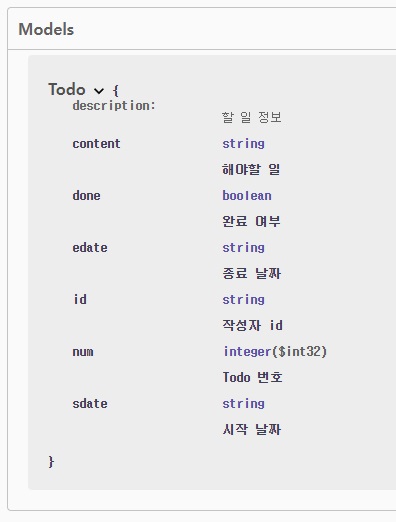 Models
Todo {
description:
할 일 정보
content string
해야할 일
done boolean
완료 여부
edate string
종료 날짜
id string
작성자 id
num integer($int32)
Todo 번호
sdate string
시작 날짜
}